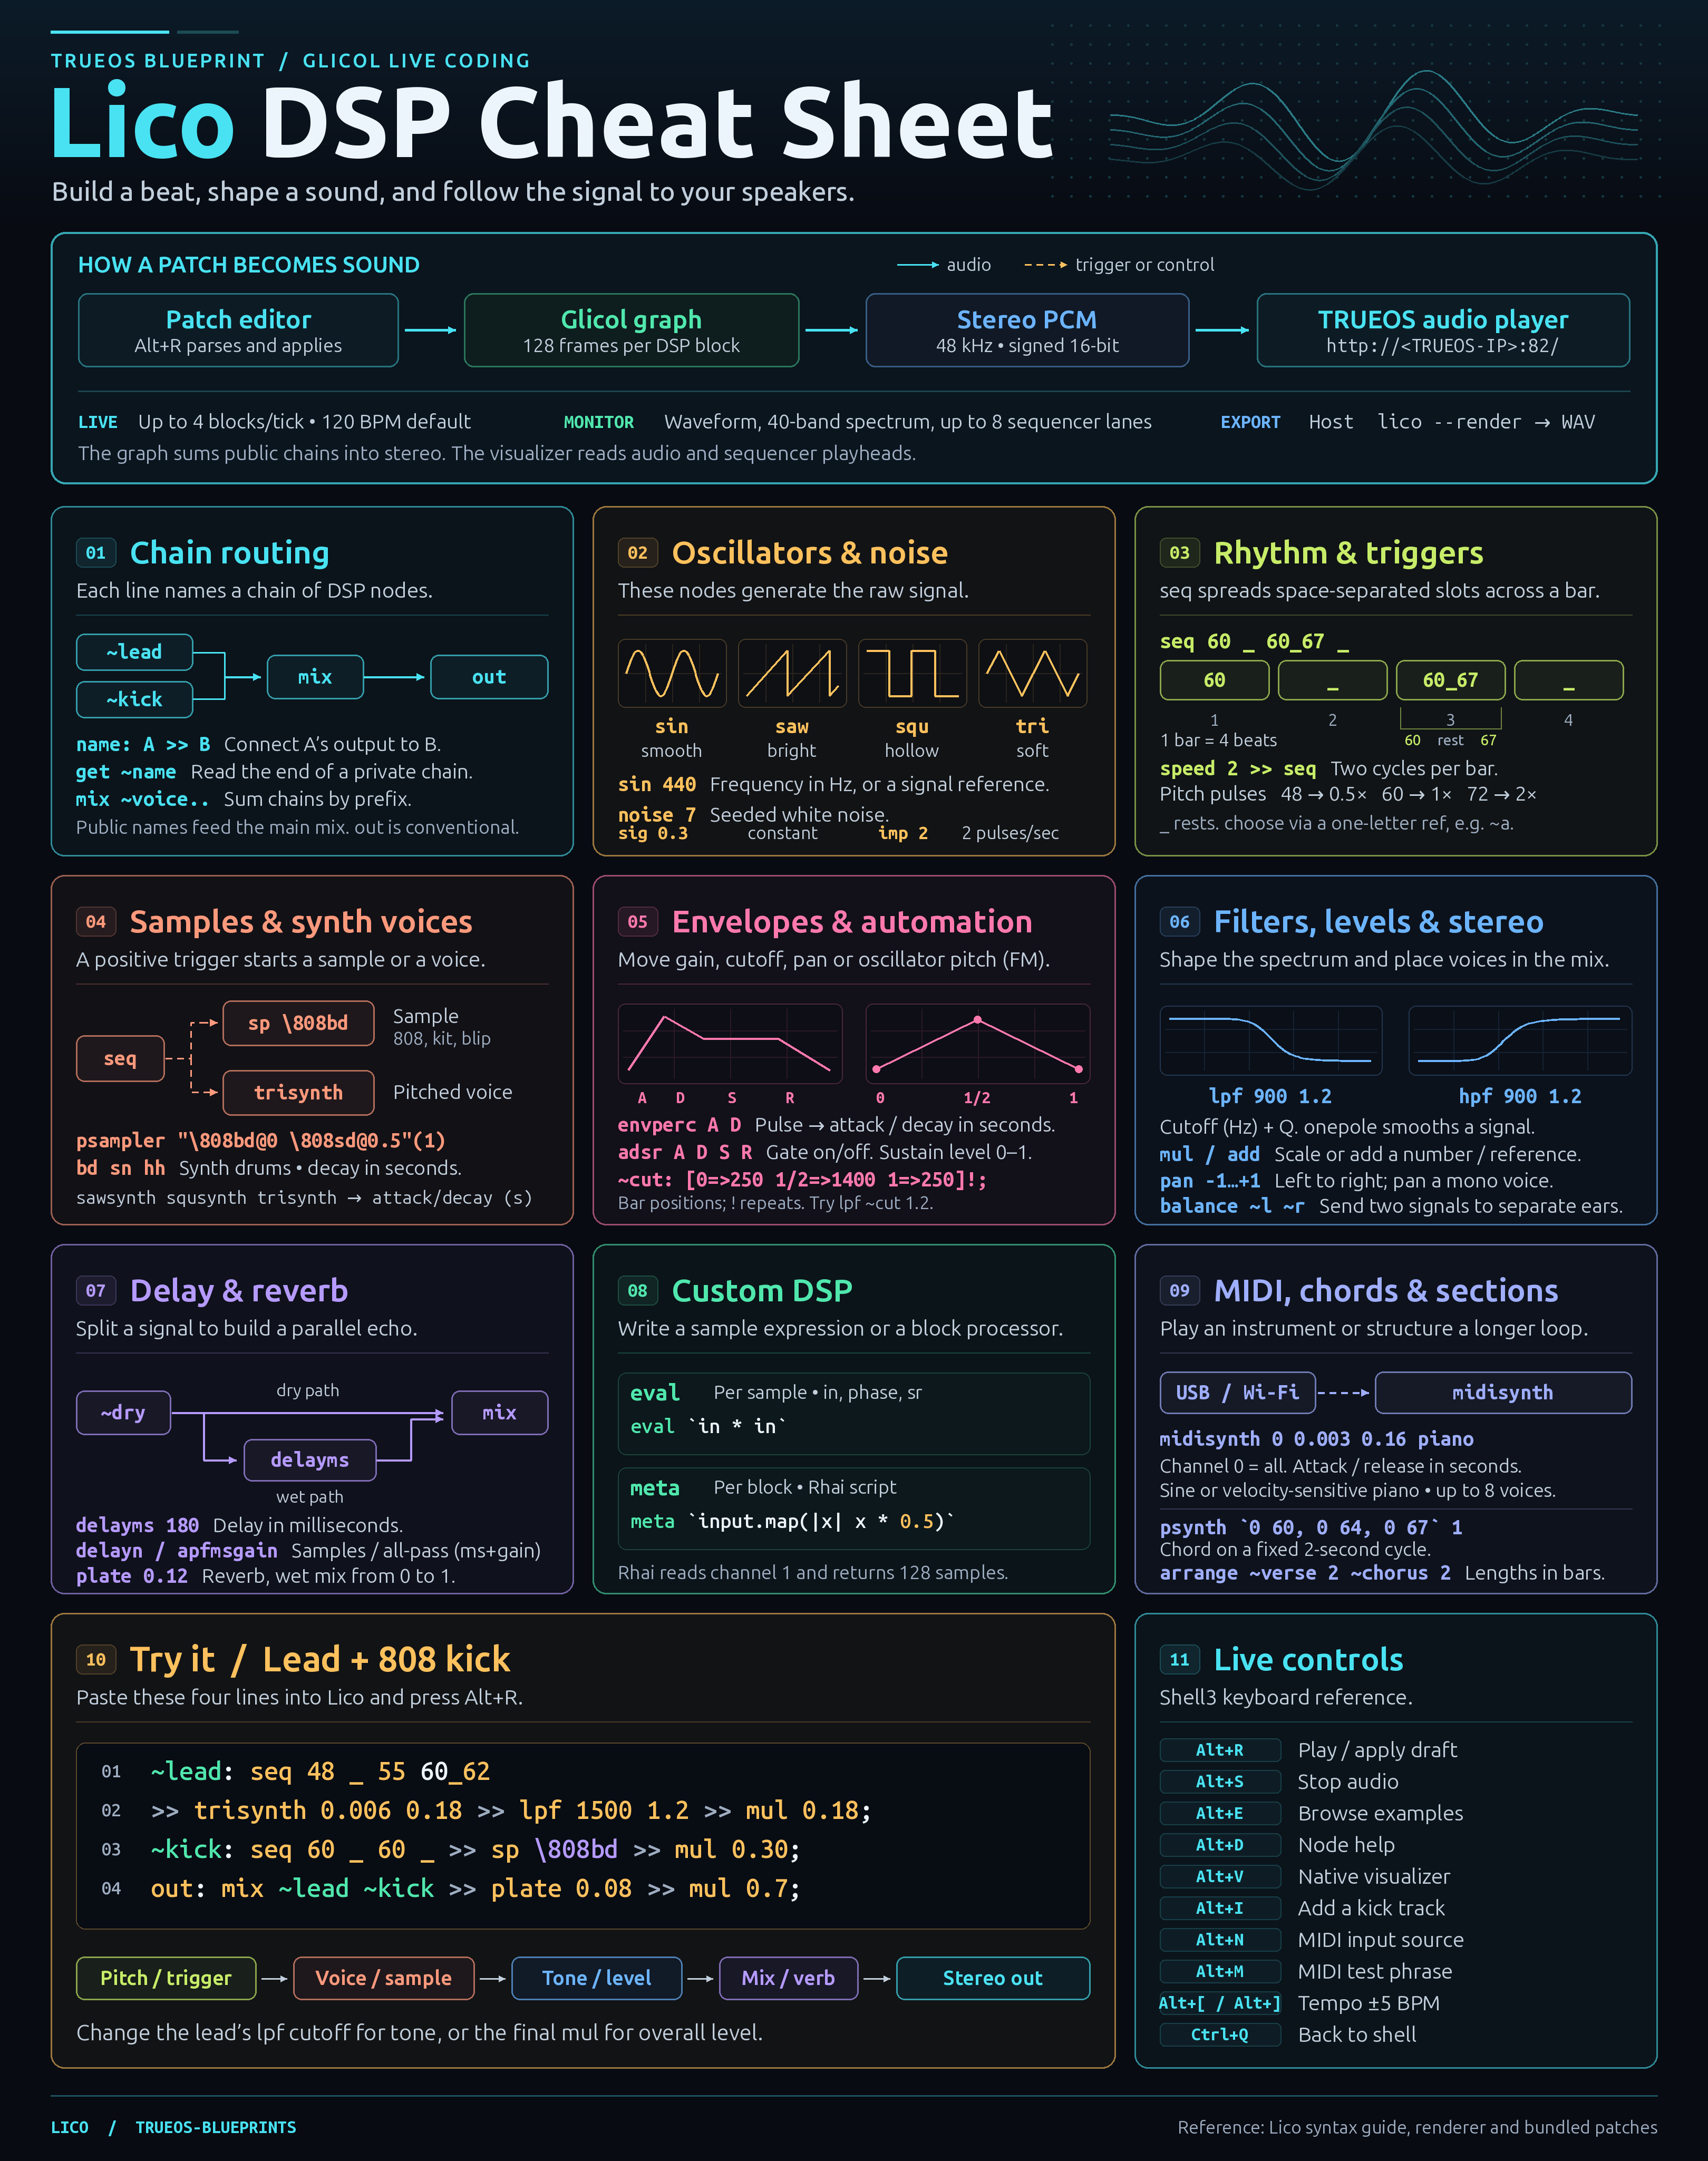 TRUEOS BLUEPRINT / GLICOL LIVE CODING
Lico DSP Cheat Sheet
Build a beat, shape a sound, and follow the signal to your speakers.
HOW A PATCH BECOMES SOUND
audio
trigger or control
Patch editor
Alt+R parses and applies
Glicol graph
128 frames per DSP block
Stereo PCM
48 kHz • signed 16-bit
TRUEOS audio player
http://<TRUEOS-IP>:82/
LIVE Up to 4 blocks/tick • 120 BPM default
MONITOR Waveform, 40-band spectrum, up to 8 sequencer lanes
EXPORT Host lico --render → WAV
The graph sums public chains into stereo. The visualizer reads audio and sequencer playheads.
01 Chain routing
Each line names a chain of DSP nodes.
~lead
~kick
mix
out
name: A >> B Connect A’s output to B.
get ~name Read the end of a private chain.
mix ~voice.. Sum chains by prefix.
Public names feed the main mix. out is conventional.
02 Oscillators & noise
These nodes generate the raw signal.
sin saw squ tri
smooth bright hollow soft
sin 440 Frequency in Hz, or a signal reference.
noise 7 Seeded white noise.
sig 0.3 constant imp 2 2 pulses/sec
03 Rhythm & triggers
seq spreads space-separated slots across a bar.
seq 60 _ 60_67 _
60 _ 60_67 _
1 2 3 4
1 bar = 4 beats
60 rest 67
speed 2 >> seq Two cycles per bar.
Pitch pulses 48 → 0.5× 60 → 1× 72 → 2×
_ rests. choose via a one-letter ref, e.g. ~a.
04 Samples & synth voices
A positive trigger starts a sample or a voice.
seq
sp \808bd
Sample
808, kit, blip
trisynth
Pitched voice
psampler "\808bd@0 \808sd@0.5"(1)
bd sn hh Synth drums • decay in seconds.
sawsynth squsynth trisynth → attack/decay (s)
05 Envelopes & automation
Move gain, cutoff, pan or oscillator pitch (FM).
A D S R
0 1/2 1
envperc A D Pulse → attack / decay in seconds.
adsr A D S R Gate on/off. Sustain level 0–1.
~cut: [0=>250 1/2=>1400 1=>250]!;
Bar positions; ! repeats. Try lpf ~cut 1.2.
06 Filters, levels & stereo
Shape the spectrum and place voices in the mix.
lpf 900 1.2
hpf 900 1.2
Cutoff (Hz) + Q. onepole smooths a signal.
mul / add Scale or add a number / reference.
pan -1…+1 Left to right; pan a mono voice.
balance ~l ~r Send two signals to separate ears.
07 Delay & reverb
Split a signal to build a parallel echo.
dry path
~dry
mix
delayms
wet path
delayms 180 Delay in milliseconds.
delayn / apfmsgain Samples / all-pass (ms+gain)
plate 0.12 Reverb, wet mix from 0 to 1.
08 Custom DSP
Write a sample expression or a block processor.
eval Per sample • in, phase, sr
eval `in * in`
meta Per block • Rhai script
meta `input.map(|x| x * 0.5)`
Rhai reads channel 1 and returns 128 samples.
09 MIDI, chords & sections
Play an instrument or structure a longer loop.
USB / Wi-Fi
midisynth
midisynth 0 0.003 0.16 piano
Channel 0 = all. Attack / release in seconds.
Sine or velocity-sensitive piano • up to 8 voices.
psynth `0 60, 0 64, 0 67` 1
Chord on a fixed 2-second cycle.
arrange ~verse 2 ~chorus 2 Lengths in bars.
10 Try it / Lead + 808 kick
Paste these four lines into Lico and press Alt+R.
01 ~lead: seq 48 _ 55 60_62
02 >> trisynth 0.006 0.18 >> lpf 1500 1.2 >> mul 0.18;
03 ~kick: seq 60 _ 60 _ >> sp \808bd >> mul 0.30;
04 out: mix ~lead ~kick >> plate 0.08 >> mul 0.7;
Pitch / trigger
Voice / sample
Tone / level
Mix / verb
Stereo out
Change the lead’s lpf cutoff for tone, or the final mul for overall level.
11 Live controls
Shell3 keyboard reference.
Alt+R Play / apply draft
Alt+S Stop audio
Alt+E Browse examples
Alt+D Node help
Alt+V Native visualizer
Alt+I Add a kick track
Alt+N MIDI input source
Alt+M MIDI test phrase
Alt+[ / Alt+] Tempo ±5 BPM
Ctrl+Q Back to shell
LICO / TRUEOS-BLUEPRINTS
Reference: Lico syntax guide, renderer and bundled patches